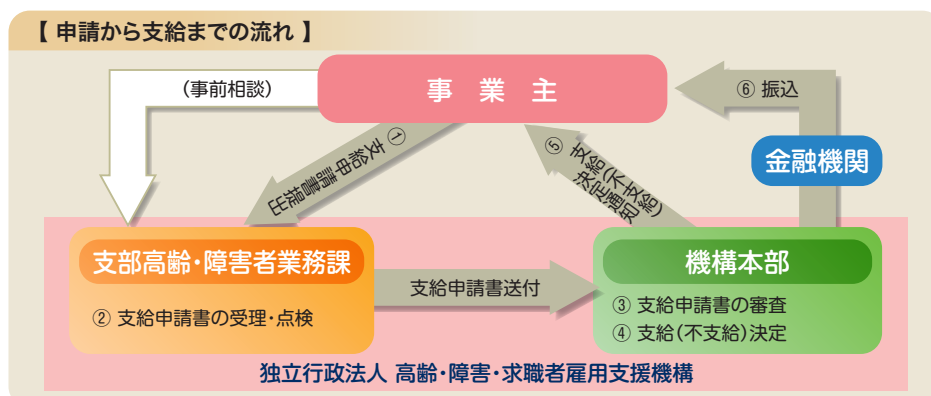 【 申請から支給までの流れ 】
(事前相談)
事 業 主
⑥ 振込
① 支給申請書提出
⑤ 支給(不支給)
決定通知
金融機関
支部高齢・障害者業務課
② 支給申請書の受理・点検
支給申請書送付
機構本部
③ 支給申請書の審査
④ 支給(不支給)決定
独立行政法人 高齢・障害・求職者雇用支援機構